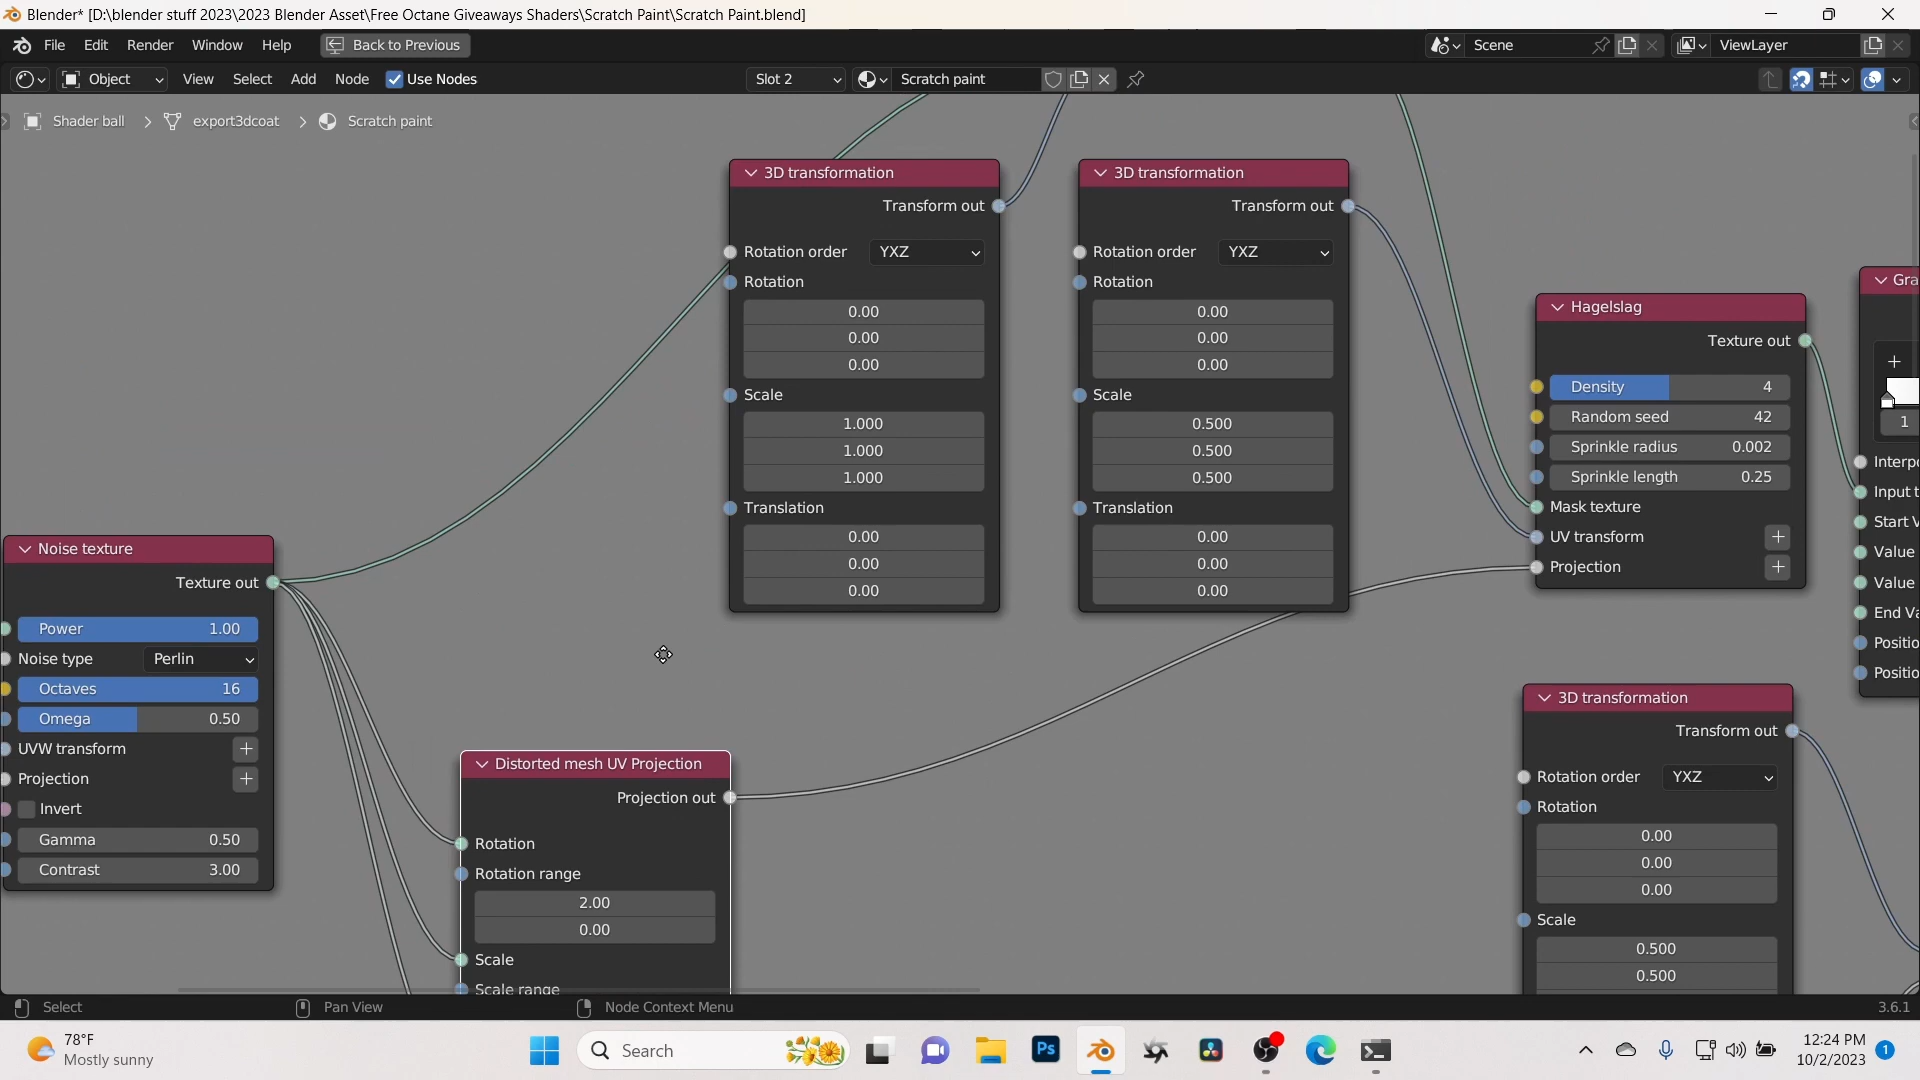 Blender* [D:\blender stuff 2023\2023 Blender Asset\Free Octane Giveaways Shaders\Scratch Paint\Scratch Paint.blend]
File Edit Render Window Help Back to Previous Scene ViewLayer
Object View Select Add Node Use Nodes Slot 2 Scratch paint
Shader ball export3dcoat Scratch paint
3D transformation
Transform out
Rotation order YXZ
Rotation
0.00
0.00
0.00
Scale
1.000
1.000
1.000
Translation
0.00
0.00
0.00
3D transformation
Transform out
Rotation order YXZ
Rotation
0.00
0.00
0.00
Scale
0.500
0.500
0.500
Translation
0.00
0.00
0.00
Hagelslag
Texture out
Density 4
Random seed 42
Sprinkle radius 0.002
Sprinkle length 0.25
Mask texture
UV transform
Projection
Gra
1
Interp
Input t
Start V
Value
Value
End Va
Positio
Positio
Noise texture
Texture out
Power 1.00
Noise type Perlin
Octaves 16
Omega 0.50
UVW transform
Projection
Invert
Gamma 0.50
Contrast 3.00
Distorted mesh UV Projection
Projection out
Rotation
Rotation range
2.00
0.00
Scale
Scale range
3D transformation
Transform out
Rotation order YXZ
Rotation
0.00
0.00
0.00
Scale
0.500
0.500
Select Pan View Node Context Menu 3.6.1
78°F
Mostly sunny
Search
Ps
12:24 PM
10/2/2023
1